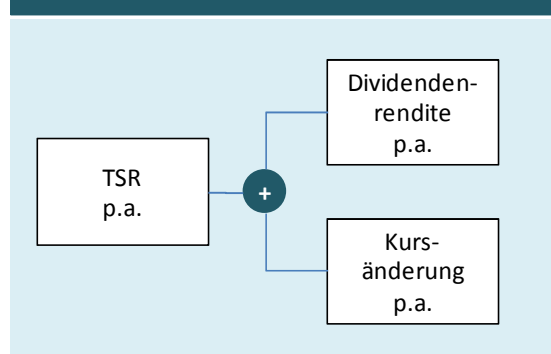 TSR
p.a.
+
Dividenden-
rendite
p.a.
Kurs-
änderung
p.a.